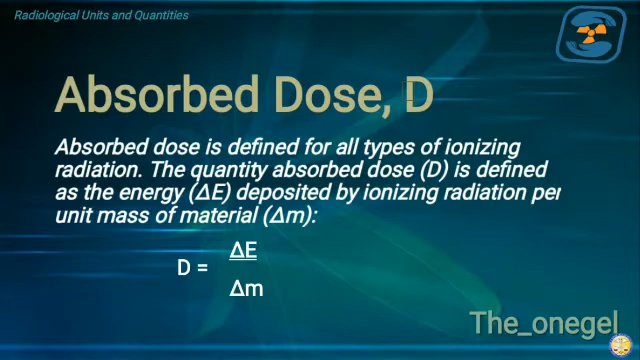 Radiological Units and Quantities
Absorbed Dose, D
Absorbed dose is defined for all types of ionizing
radiation. The quantity absorbed dose (D) is defined
as the energy (ΔE) deposited by ionizing radiation per
unit mass of material (Δm):
ΔE
D =
Δm
The_onegel